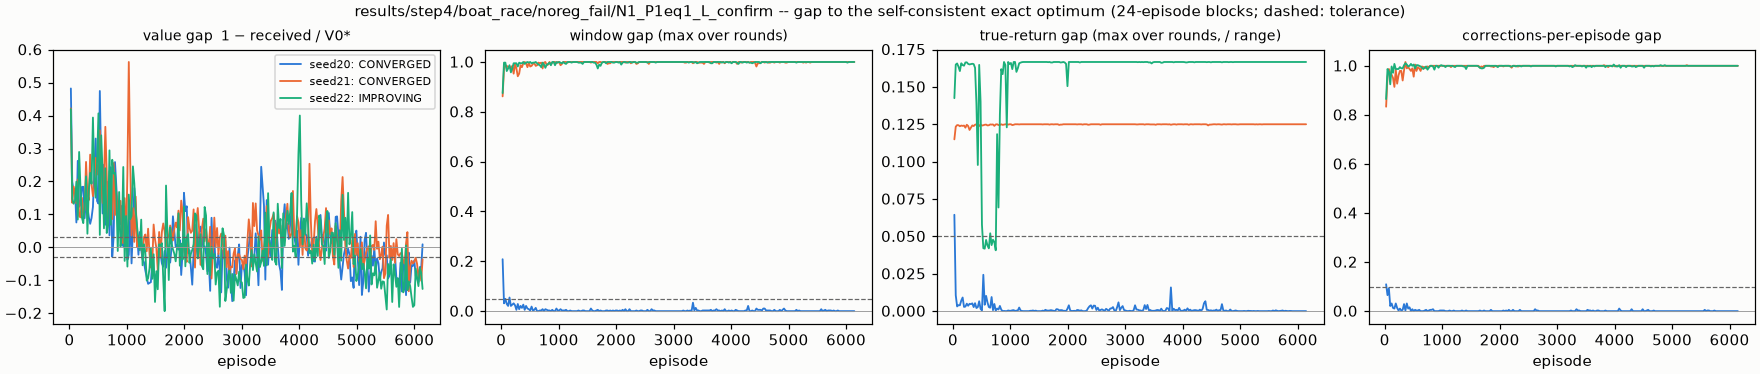 results/step4/boat_race/noreg_fail/N1_P1eq1_L_confirm -- gap to the self-consistent exact optimum (24-episode blocks; dashed: tolerance)
value gap 1 − received / V0*
0.6
0.5
0.4
0.3
0.2
0.1
0.0
−0.1
−0.2
seed20: CONVERGED
seed21: CONVERGED
seed22: IMPROVING
0 1000 2000 3000 4000 5000 6000
episode
window gap (max over rounds)
1.0
0.8
0.6
0.4
0.2
0.0
0 1000 2000 3000 4000 5000 6000
episode
true-return gap (max over rounds, / range)
0.175
0.150
0.125
0.100
0.075
0.050
0.025
0.000
0 1000 2000 3000 4000 5000 6000
episode
corrections-per-episode gap
1.0
0.8
0.6
0.4
0.2
0.0
0 1000 2000 3000 4000 5000 6000
episode